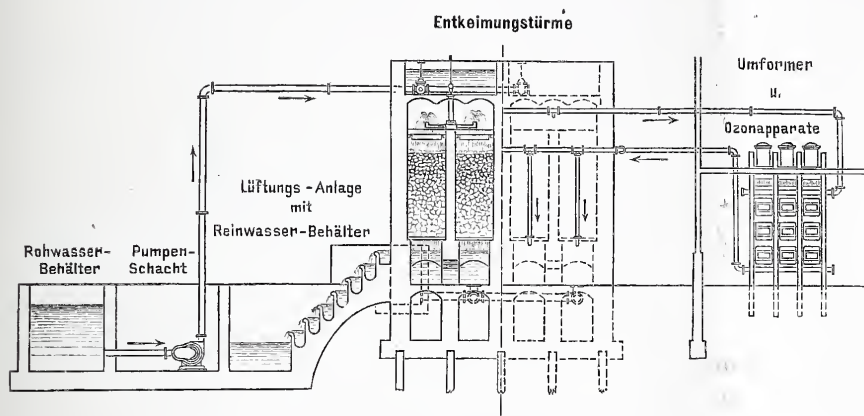 Entkeimungstürme
Umformer
u.
Ozonapparate
Lüftungs-Anlage
mit
Reinwasser-Behälter
Rohwasser-
Behälter
Pumpen-
Schacht